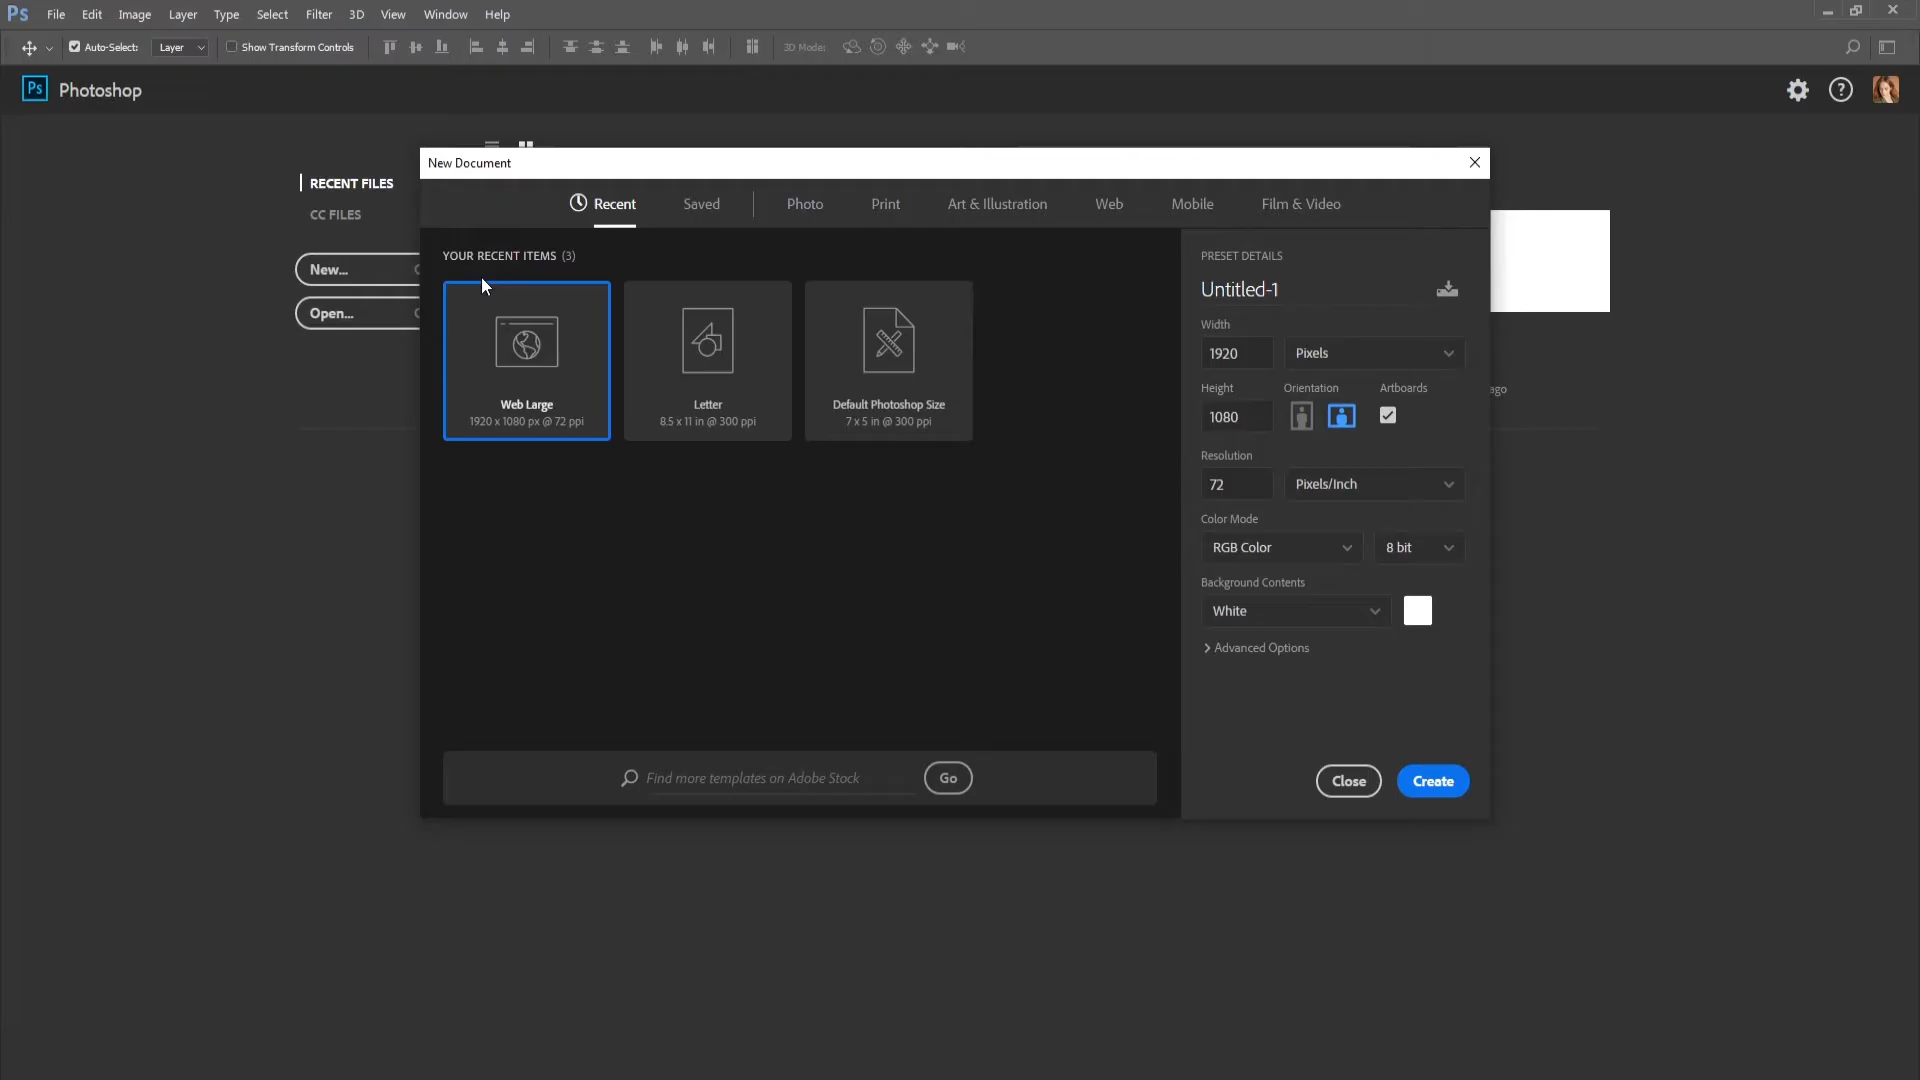 Ps File Edit Image Layer Type Select Filter 3D View Window Help
Auto-Select: Layer Show Transform Controls 3D Mode:
Ps Photoshop
New Document
RECENT FILES
CC FILES
New...
Open...
Recent Saved Photo Print Art & Illustration Web Mobile Film & Video
YOUR RECENT ITEMS (3)
Web Large
1920 x 1080 px @ 72 ppi
Letter
8.5 x 11 in @ 300 ppi
Default Photoshop Size
7 x 5 in @ 300 ppi
Find more templates on Adobe Stock Go
PRESET DETAILS
Untitled-1
Width
1920 Pixels
Height Orientation Artboards
1080
Resolution
72 Pixels/Inch
Color Mode
RGB Color 8 bit
Background Contents
White
Advanced Options
Close Create
ago